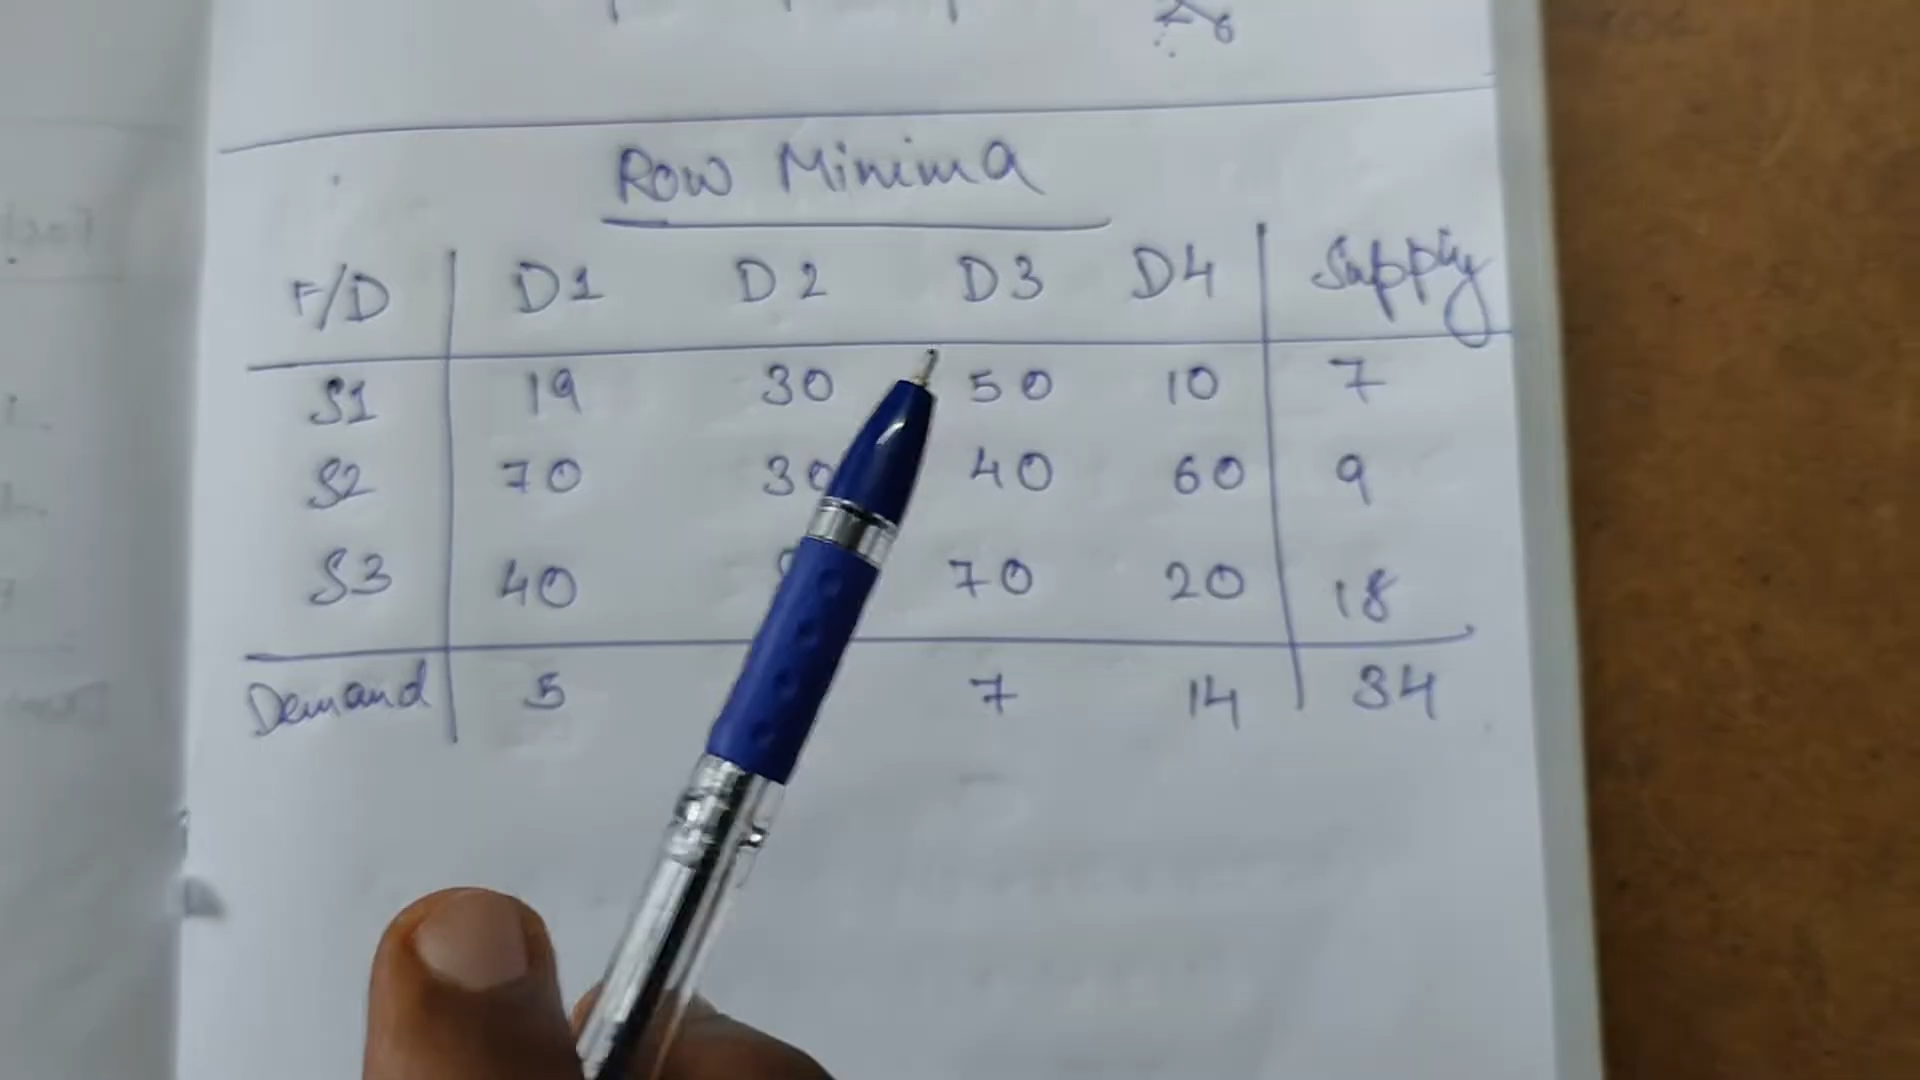 Row Minima
F/D D1 D2 D3 D4 Supply
S1 19 30 50 10 7
S2 70 30 40 60 9
S3 40 70 20 18
Demand 5 7 14 34